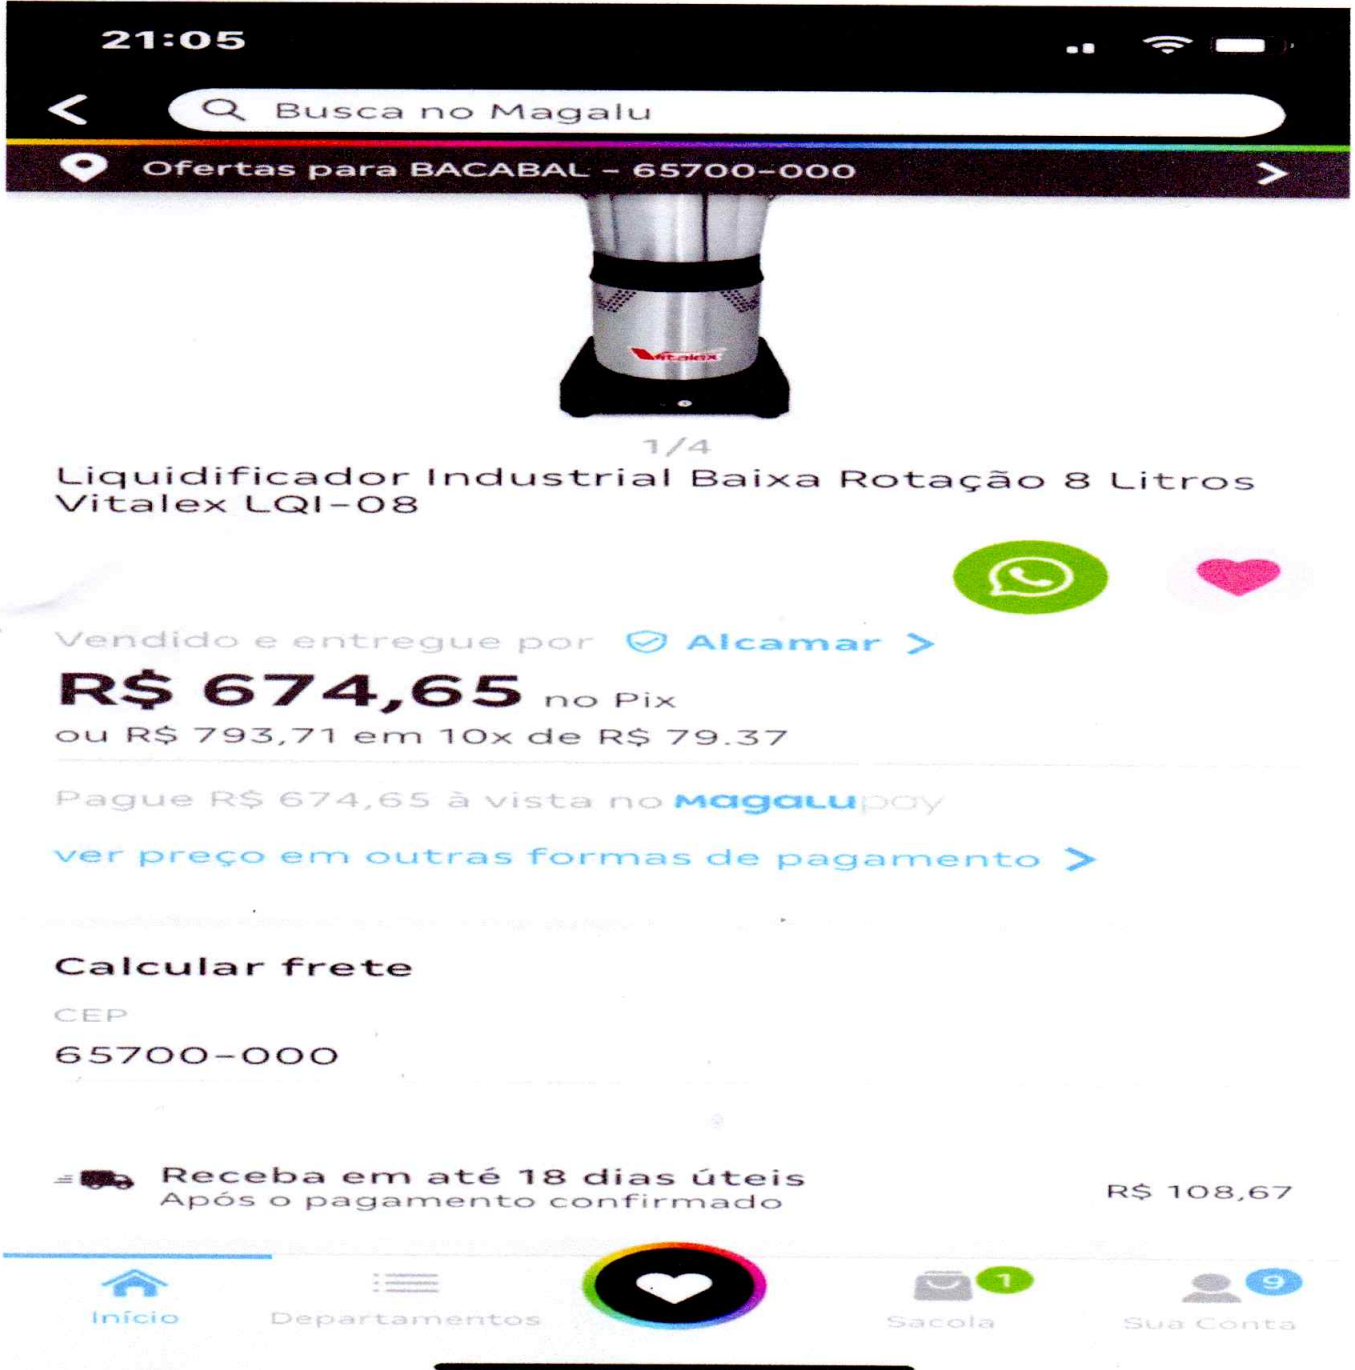 21:05
Busca no Magalu
Ofertas para BACABAL - 65700-000
Vitalex
1/4
Liquidificador Industrial Baixa Rotação 8 Litros
Vitalex LQI-08
Vendido e entregue por Alcamar >
R$ 674,65 no Pix
ou R$ 793,71 em 10x de R$ 79.37
Pague R$ 674,65 à vista no Magalupay
ver preço em outras formas de pagamento >
Calcular frete
CEP
65700-000
Receba em até 18 dias úteis
Após o pagamento confirmado
R$ 108,67
1
9
Início
Departamentos
Sacola
Sua Conta